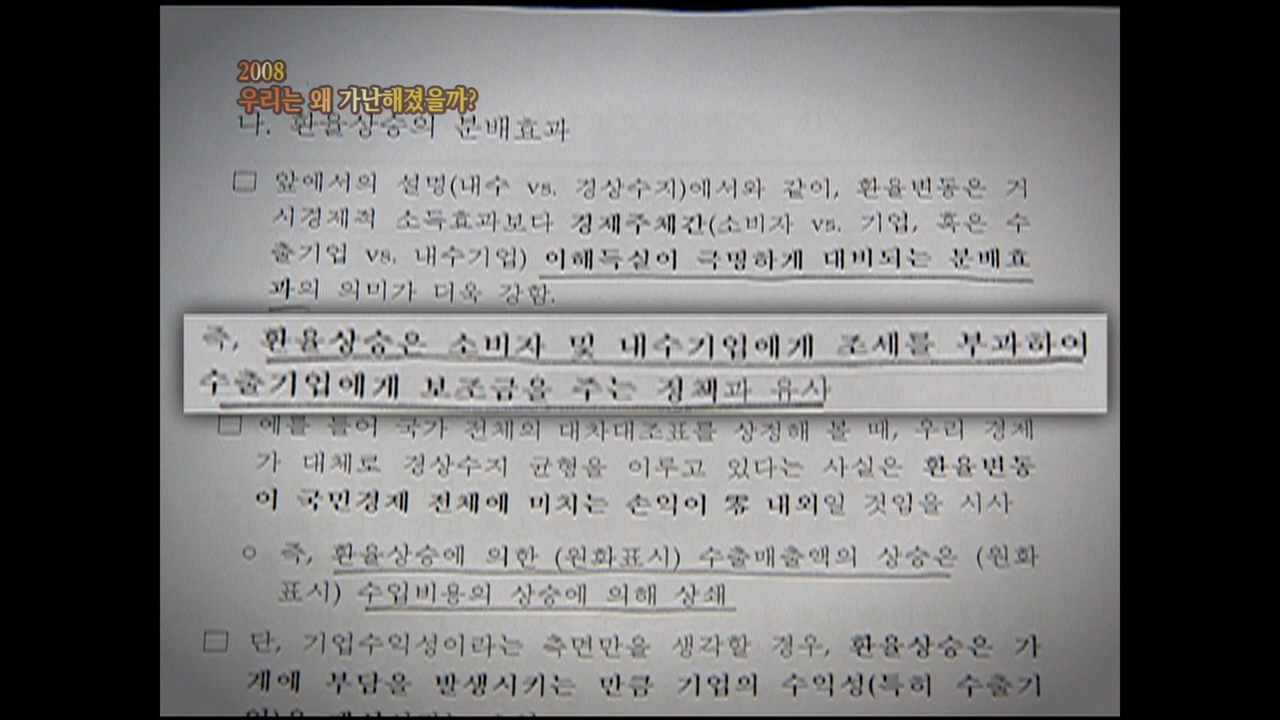 2008
우리는 왜 가난해졌을까?
나. 환율상승의 분배효과
□ 앞에서의 설명(내수 vs. 경상수지)에서와 같이, 환율변동은 거
시경제적 소득효과보다 경제주체간(소비자 vs. 기업, 혹은 수
출기업 vs. 내수기업) 이해득실이 극명하게 대비되는 분배효
과의 의미가 더욱 강함.
즉, 환율상승은 소비자 및 내수기업에게 조세를 부과하여
수출기업에게 보조금을 주는 정책과 유사
□ 예를 들어 국가 전체의 대차대조표를 상정해 볼 때, 우리 경제
가 대체로 경상수지 균형을 이루고 있다는 사실은 환율변동
이 국민경제 전체에 미치는 손익이 零 내외일 것임을 시사
○ 즉, 환율상승에 의한 (원화표시) 수출매출액의 상승은 (원화
표시) 수입비용의 상승에 의해 상쇄
□ 단, 기업수익성이라는 측면만을 생각할 경우, 환율상승은 가
계에 부담을 발생시키는 만큼 기업의 수익성(특히 수출기